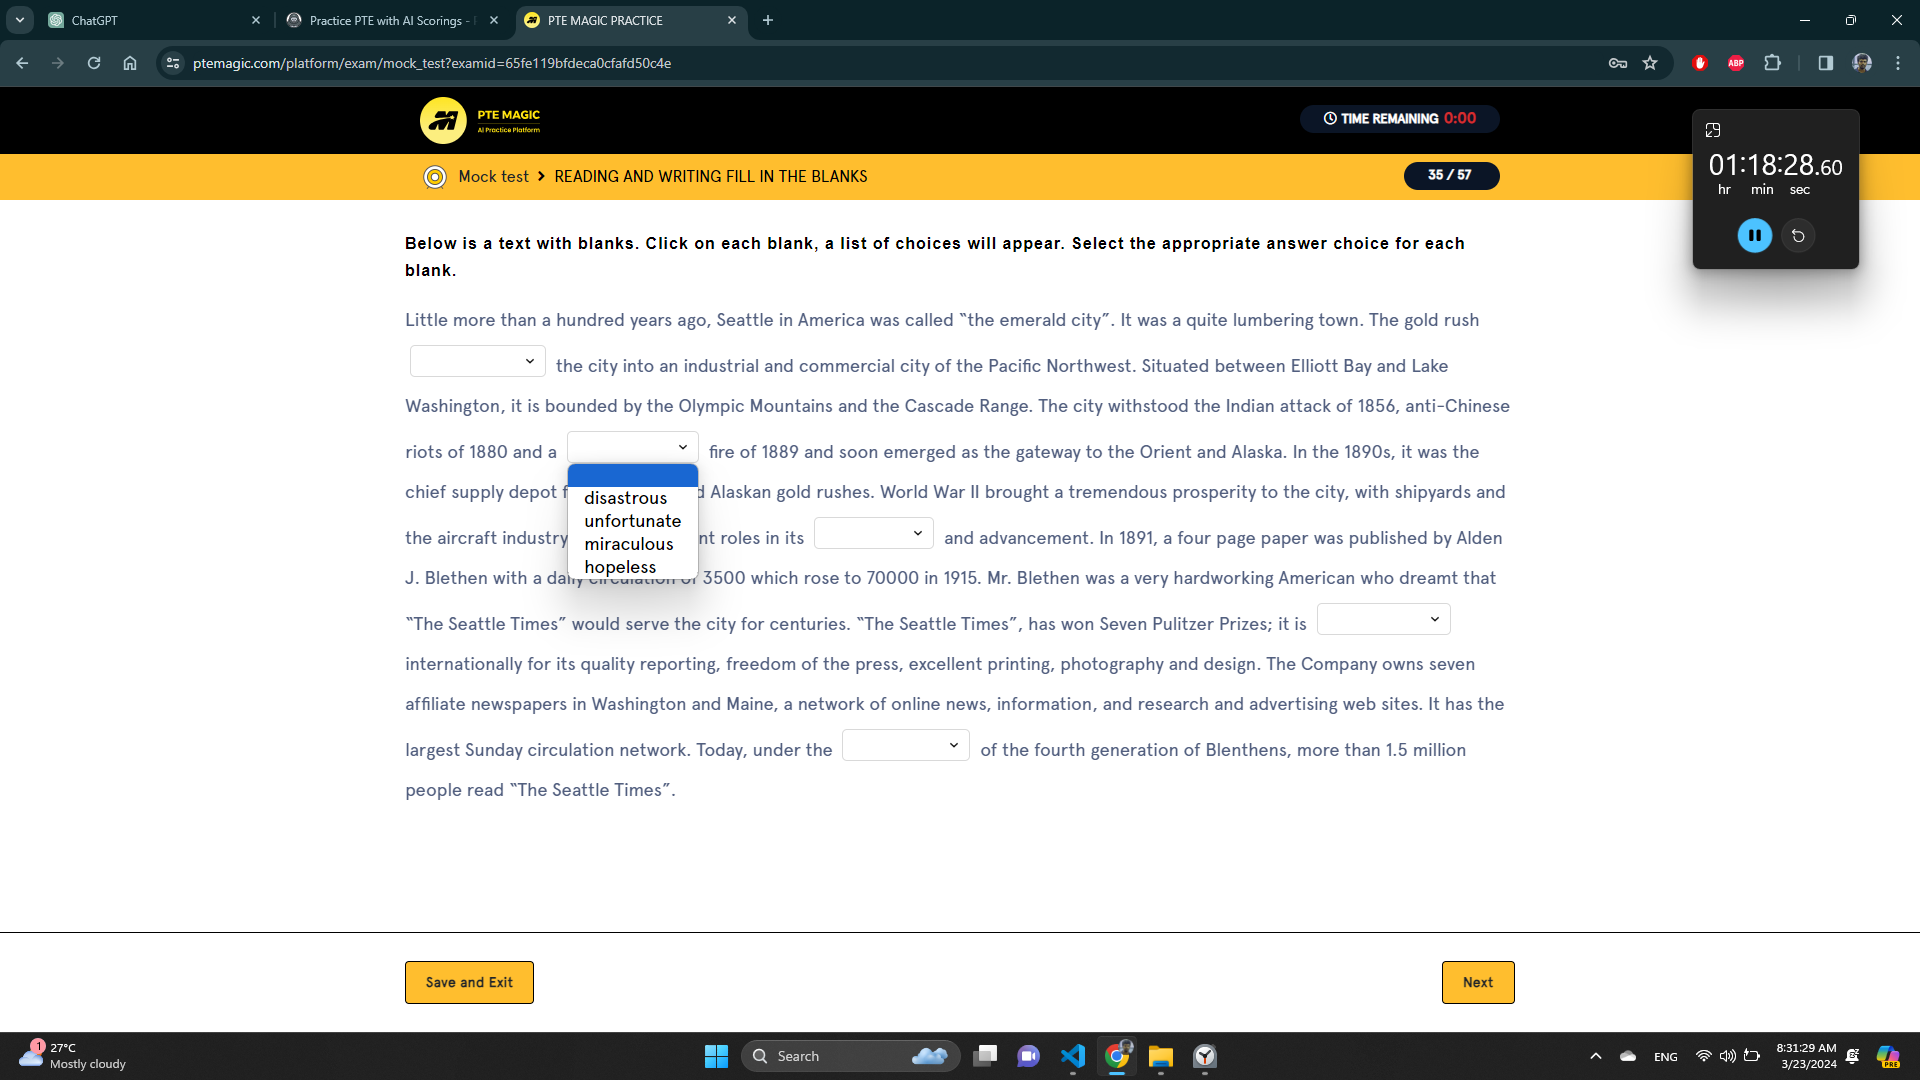 ChatGPT
Practice PTE with AI Scorings -
PTE MAGIC PRACTICE
ptemagic.com/platform/exam/mock_test?examid=65fe119bfdeca0cfafd50c4e
ABP
PTE MAGIC
AI Practice Platform
TIME REMAINING 0:00
01:18:28.60
hr min sec
Mock test > READING AND WRITING FILL IN THE BLANKS
35 / 57
Below is a text with blanks. Click on each blank, a list of choices will appear. Select the appropriate answer choice for each
blank.
Little more than a hundred years ago, Seattle in America was called “the emerald city”. It was a quite lumbering town. The gold rush
the city into an industrial and commercial city of the Pacific Northwest. Situated between Elliott Bay and Lake
Washington, it is bounded by the Olympic Mountains and the Cascade Range. The city withstood the Indian attack of 1856, anti-Chinese
riots of 1880 and a fire of 1889 and soon emerged as the gateway to the Orient and Alaska. In the 1890s, it was the
chief supply depot Alaskan gold rushes. World War II brought a tremendous prosperity to the city, with shipyards and
the aircraft industry roles in its and advancement. In 1891, a four page paper was published by Alden
J. Blethen with a daily circulation of 3500 which rose to 70000 in 1915. Mr. Blethen was a very hardworking American who dreamt that
“The Seattle Times” would serve the city for centuries. “The Seattle Times”, has won Seven Pulitzer Prizes; it is
internationally for its quality reporting, freedom of the press, excellent printing, photography and design. The Company owns seven
affiliate newspapers in Washington and Maine, a network of online news, information, and research and advertising web sites. It has the
largest Sunday circulation network. Today, under the of the fourth generation of Blenthens, more than 1.5 million
people read “The Seattle Times”.
disastrous
unfortunate
miraculous
hopeless
Save and Exit
Next
1
27°C
Mostly cloudy
Search
ENG
8:31:29 AM
3/23/2024
PRE